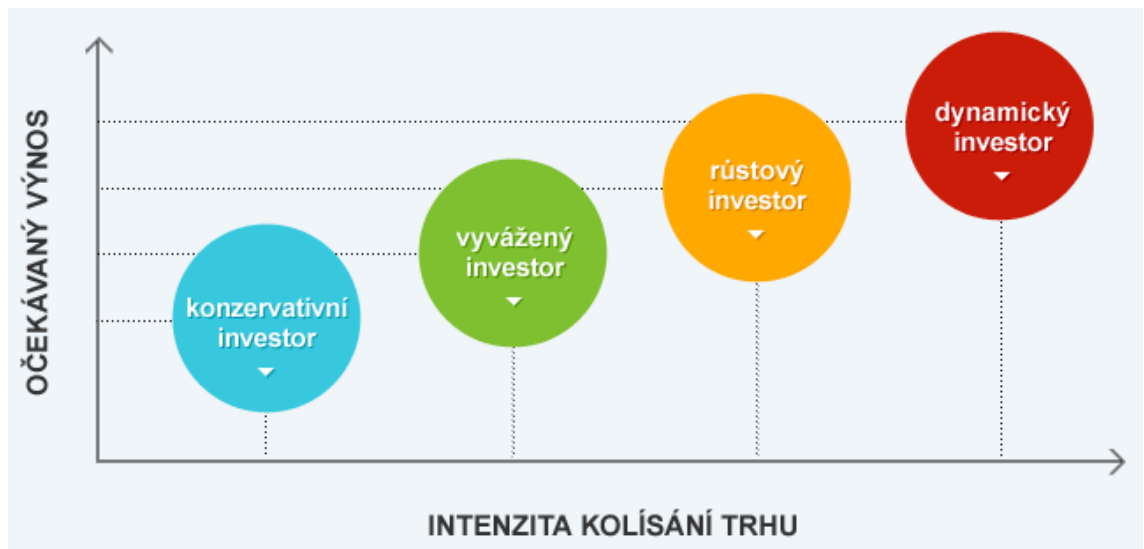 OČEKÁVANÝ VÝNOS
dynamický
investor
růstový
investor
vyvážený
investor
konzervativní
investor
INTENZITA KOLÍSÁNÍ TRHU